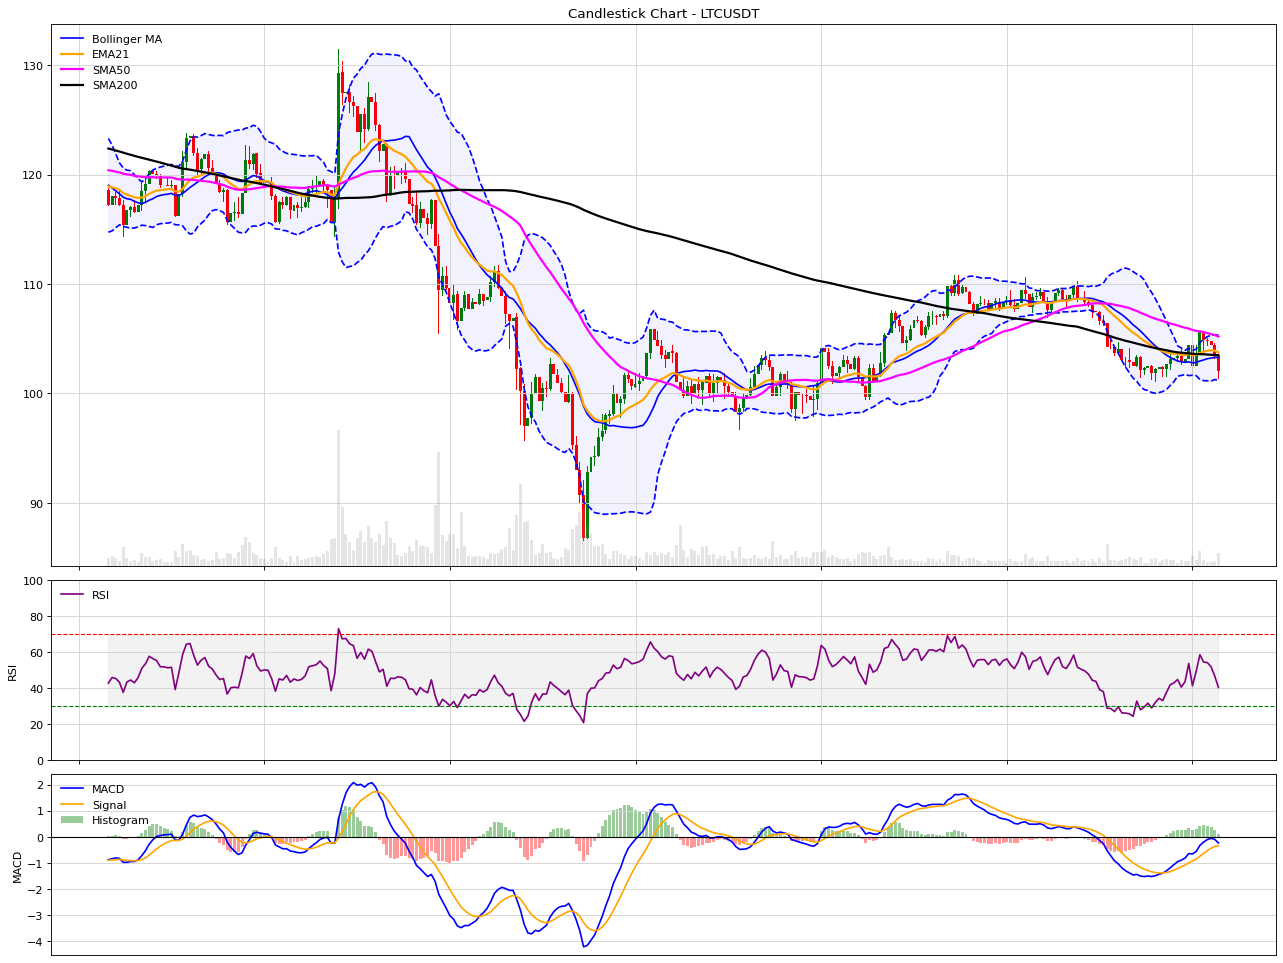 Candlestick Chart - LTCUSDT
Bollinger MA
EMA21
SMA50
SMA200
130
120
110
100
90
RSI
100
80
60
40
20
0
RSI
MACD
Signal
Histogram
2
1
0
−1
−2
−3
−4
MACD